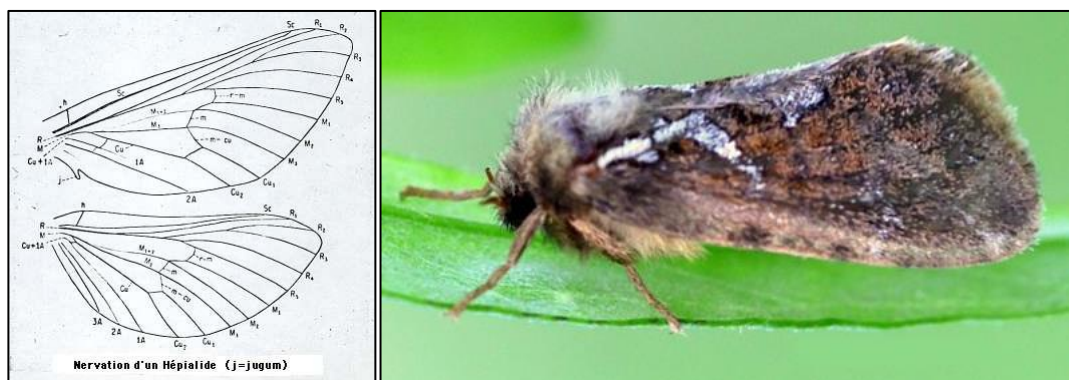 Sc R₁ R₂
R₃
h Sc R₄
r-m R₅
M₁₊₂
M₃ m M₁
R
M Cu m-cu M₂
Cu+1A 1A
j M₃
2A Cu₂ Cu₁
h Sc R₁
R R₂
M
Cu+1A M₁₊₂ r-m R₃
M₃ m R₄
Cu m-cu R₅
M₁
3A 2A M₂
1A Cu₂ Cu₁ M₃
Nervation d'un Hépialide (j=jugum)